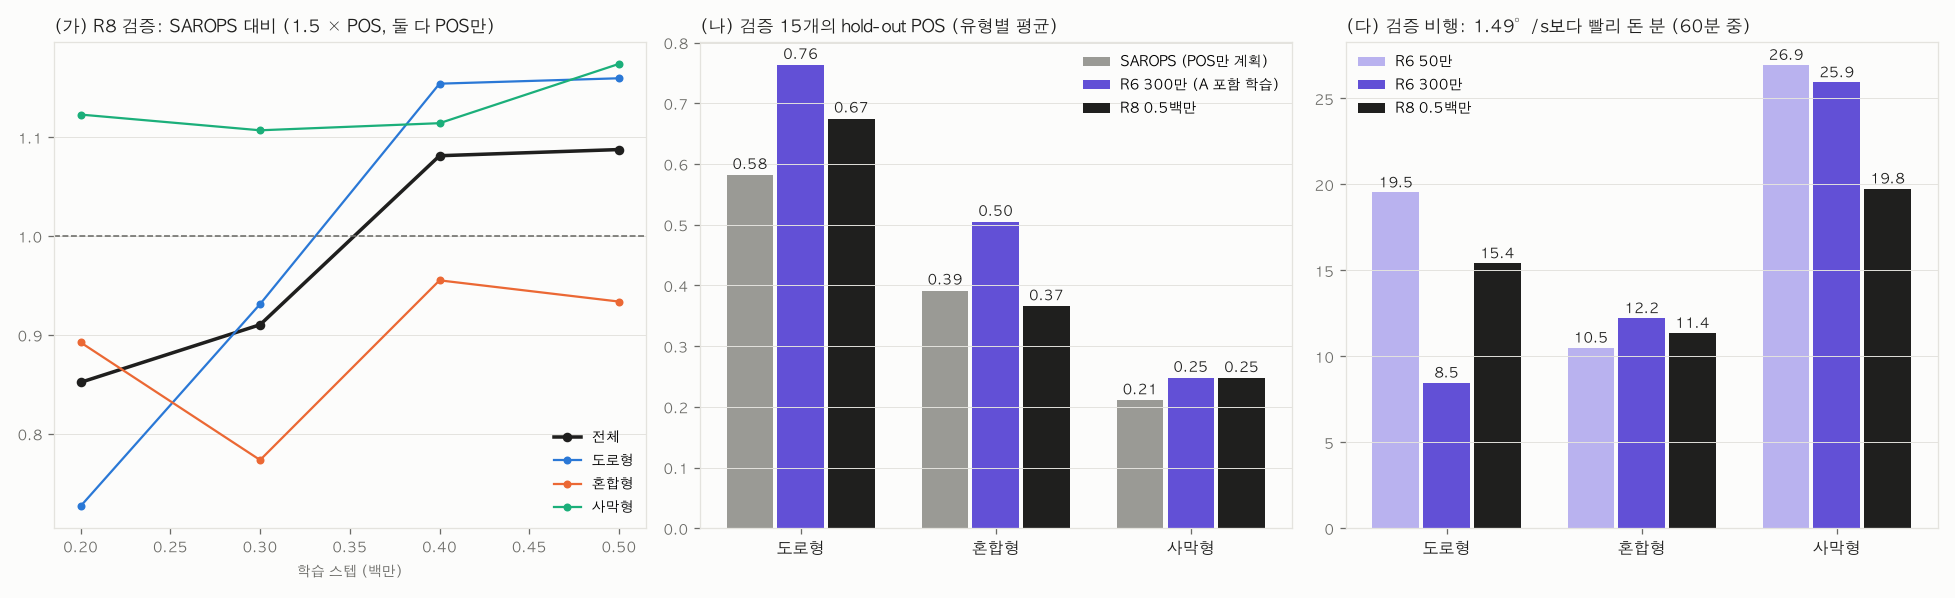 (가) R8 검증: SAROPS 대비 (1.5 × POS, 둘 다 POS만)
1.1
1.0
0.9
0.8
0.20
0.25
0.30
0.35
0.40
0.45
0.50
학습 스텝 (백만)
전체
도로형
혼합형
사막형
(나) 검증 15개의 hold-out POS (유형별 평균)
0.8
0.7
0.6
0.5
0.4
0.3
0.2
0.1
0.0
SAROPS (POS만 계획)
R6 300만 (A 포함 학습)
R8 0.5백만
0.58
0.76
0.67
0.39
0.50
0.37
0.21
0.25
0.25
도로형
혼합형
사막형
(다) 검증 비행: 1.49°/s보다 빨리 돈 분 (60분 중)
25
20
15
10
5
0
R6 50만
R6 300만
R8 0.5백만
19.5
8.5
15.4
10.5
12.2
11.4
26.9
25.9
19.8
도로형
혼합형
사막형